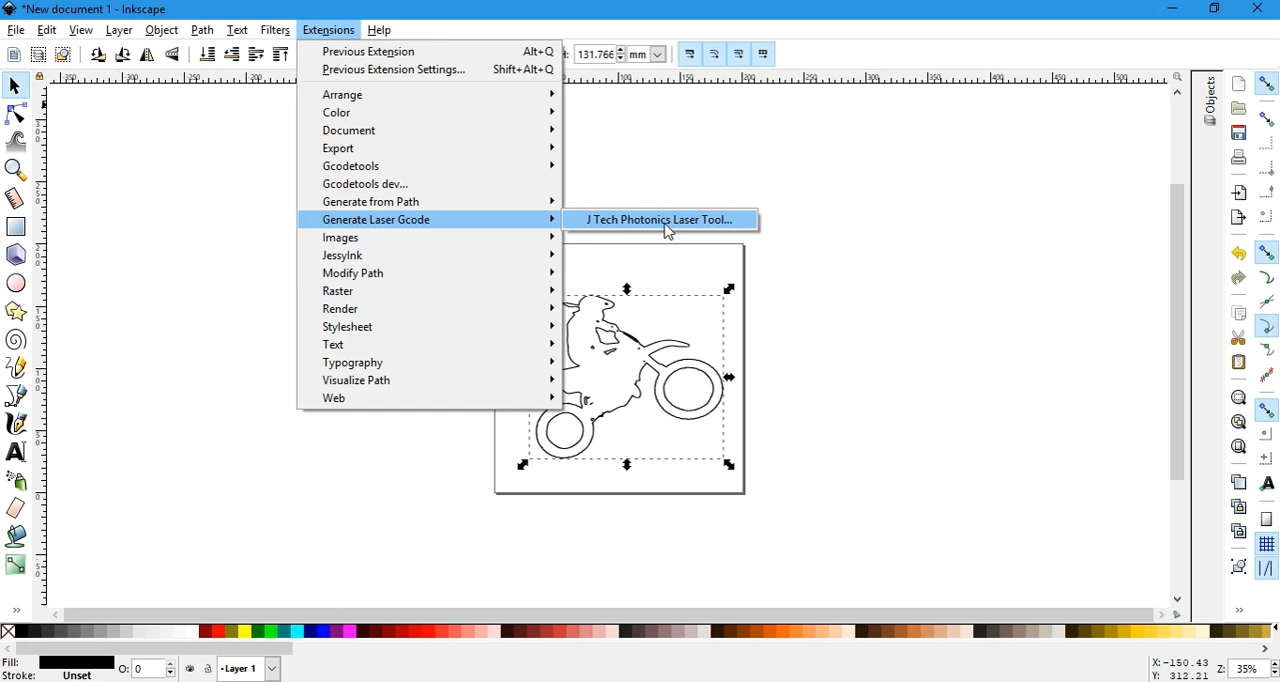 *New document 1 - Inkscape
File Edit View Layer Object Path Text Filters Extensions Help
131.766 mm
Previous Extension Alt+Q
Previous Extension Settings... Shift+Alt+Q
Arrange
Color
Document
Export
Gcodetools
Gcodetools dev...
Generate from Path
Generate Laser Gcode
J Tech Photonics Laser Tool...
Images
JessyInk
Modify Path
Raster
Render
Stylesheet
Text
Typography
Visualize Path
Web
Objects
Fill:
Stroke: Unset
O: 0
Layer 1
X: -150.43
Y: 312.21
Z: 35%